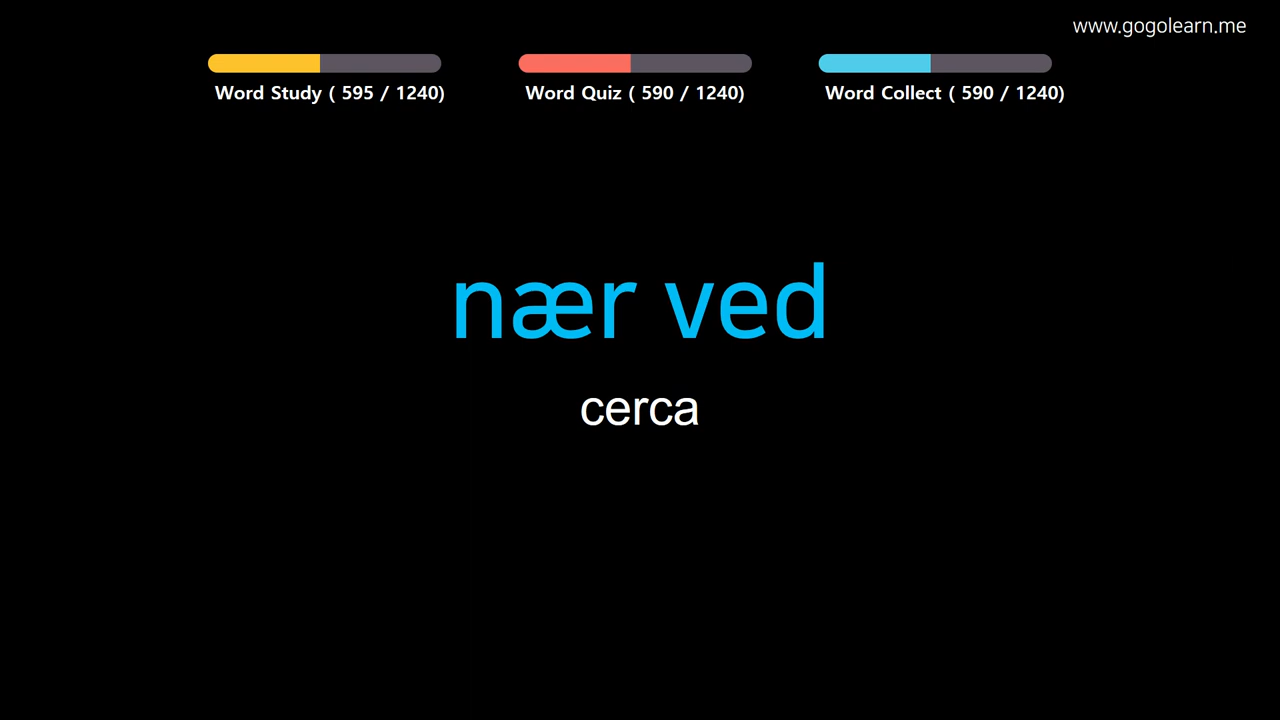 www.gogolearn.me
Word Study ( 595 / 1240)
Word Quiz ( 590 / 1240)
Word Collect ( 590 / 1240)
nær ved
cerca